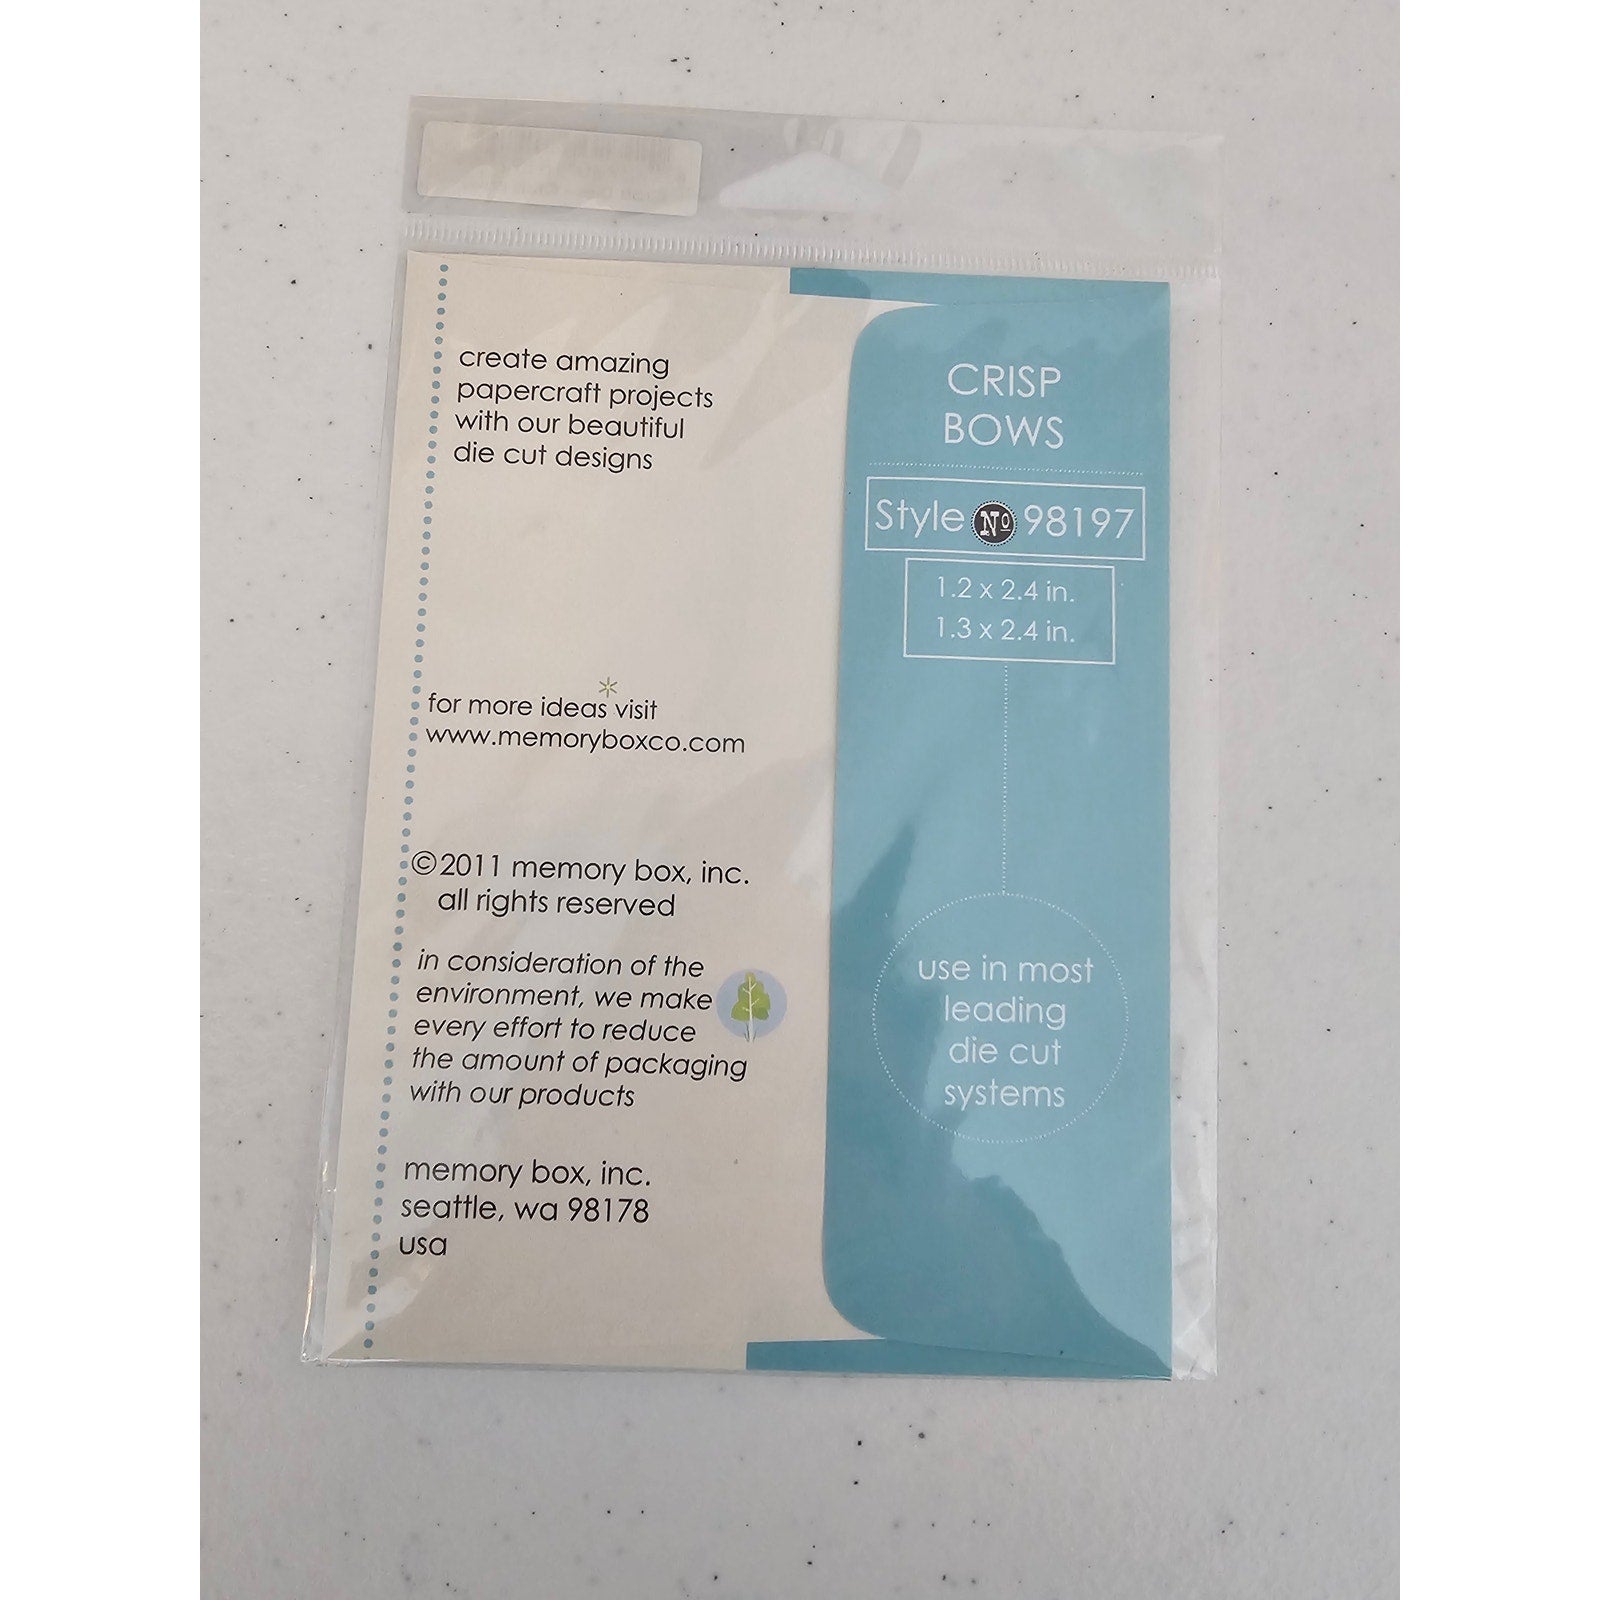 create amazing
papercraft projects
with our beautiful
die cut designs
for more ideas visit
www.memoryboxco.com
©2011 memory box, inc.
all rights reserved
in consideration of the
environment, we make
every effort to reduce
the amount of packaging
with our products
memory box, inc.
seattle, wa 98178
usa
CRISP
BOWS
Style No 98197
1.2 x 2.4 in.
1.3 x 2.4 in.
use in most
leading
die cut
systems